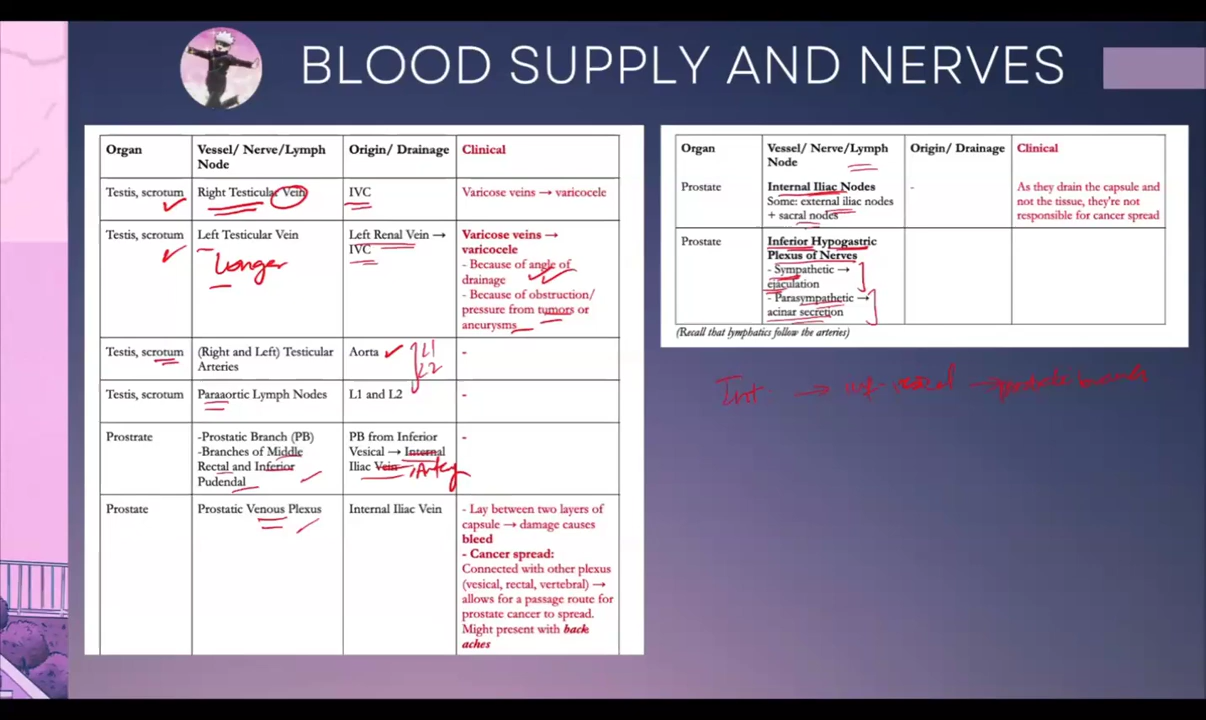 BLOOD SUPPLY AND NERVES
Organ
Vessel/ Nerve/Lymph
Node
Origin/ Drainage
Clinical
Testis, scrotum
Right Testicular Vein
IVC
Varicose veins → varicocele
Testis, scrotum
Left Testicular Vein
Longer
Left Renal Vein →
IVC
Varicose veins →
varicocele
- Because of angle of
drainage
- Because of obstruction/
pressure from tumors or
aneurysms
Testis, scrotum
(Right and Left) Testicular
Arteries
Aorta
L1
L2
-
Testis, scrotum
Paraaortic Lymph Nodes
L1 and L2
-
Prostrate
-Prostatic Branch (PB)
-Branches of Middle
Rectal and Inferior
Pudendal
PB from Inferior
Vesical → Internal
Iliac Vein Artery
-
Prostate
Prostatic Venous Plexus
Internal Iliac Vein
- Lay between two layers of
capsule → damage causes
bleed
- Cancer spread:
Connected with other plexus
(vesical, rectal, vertebral) →
allows for a passage route for
prostate cancer to spread.
Might present with back
aches
Organ
Vessel/ Nerve/Lymph
Node
Origin/ Drainage
Clinical
Prostate
Internal Iliac Nodes
Some: external iliac nodes
+ sacral nodes
-
As they drain the capsule and
not the tissue, they're not
responsible for cancer spread
Prostate
Inferior Hypogastric
Plexus of Nerves
- Sympathetic →
ejaculation
- Parasympathetic →
acinar secretion
(Recall that lymphatics follow the arteries)
Int → inf. vesical → prostatic branch